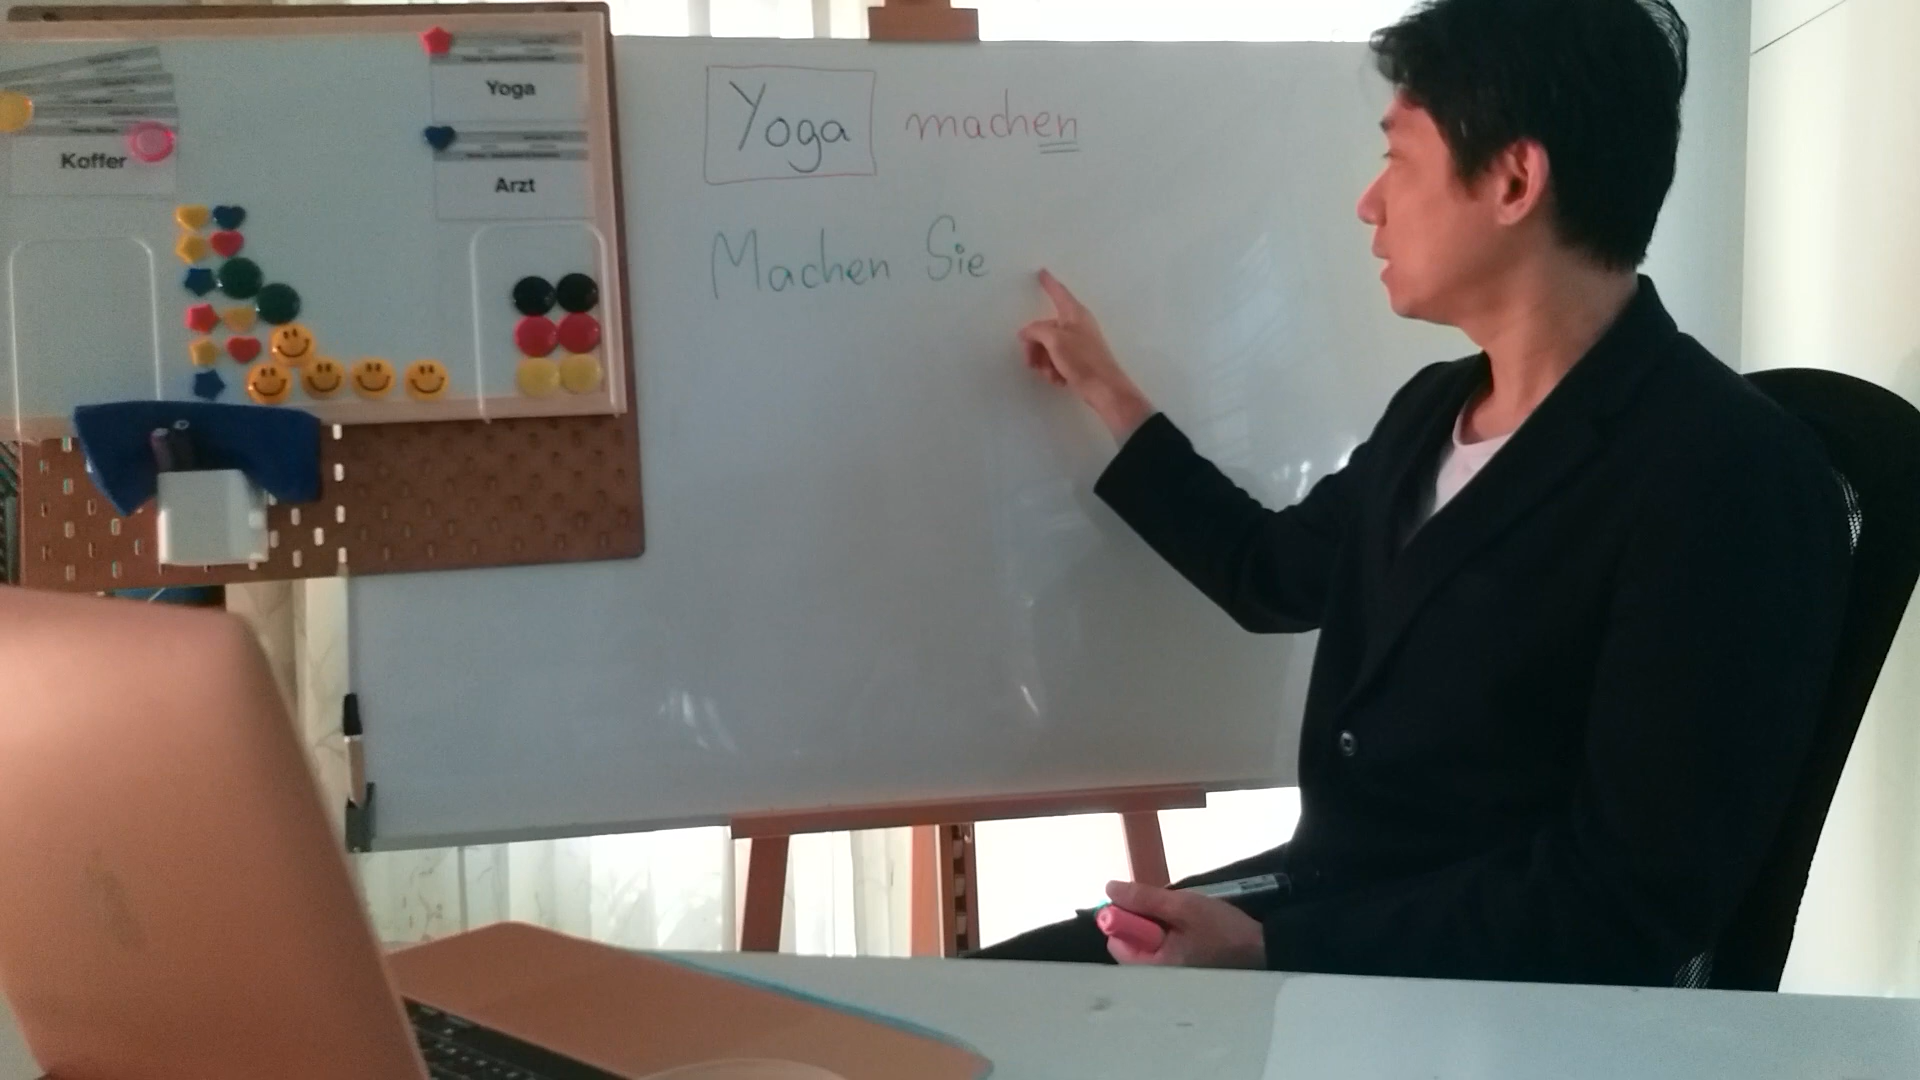 Koffer
Yoga
Arzt
Yoga machen
Machen Sie